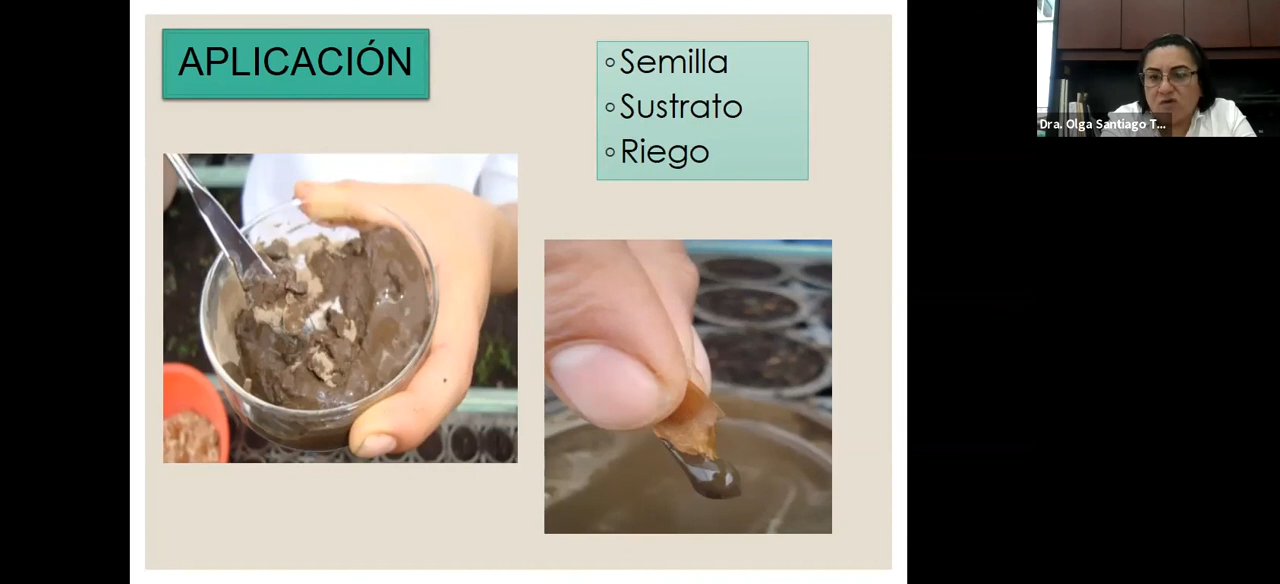 APLICACIÓN
◦Semilla
◦Sustrato
◦Riego
Dra. Olga Santiago T...